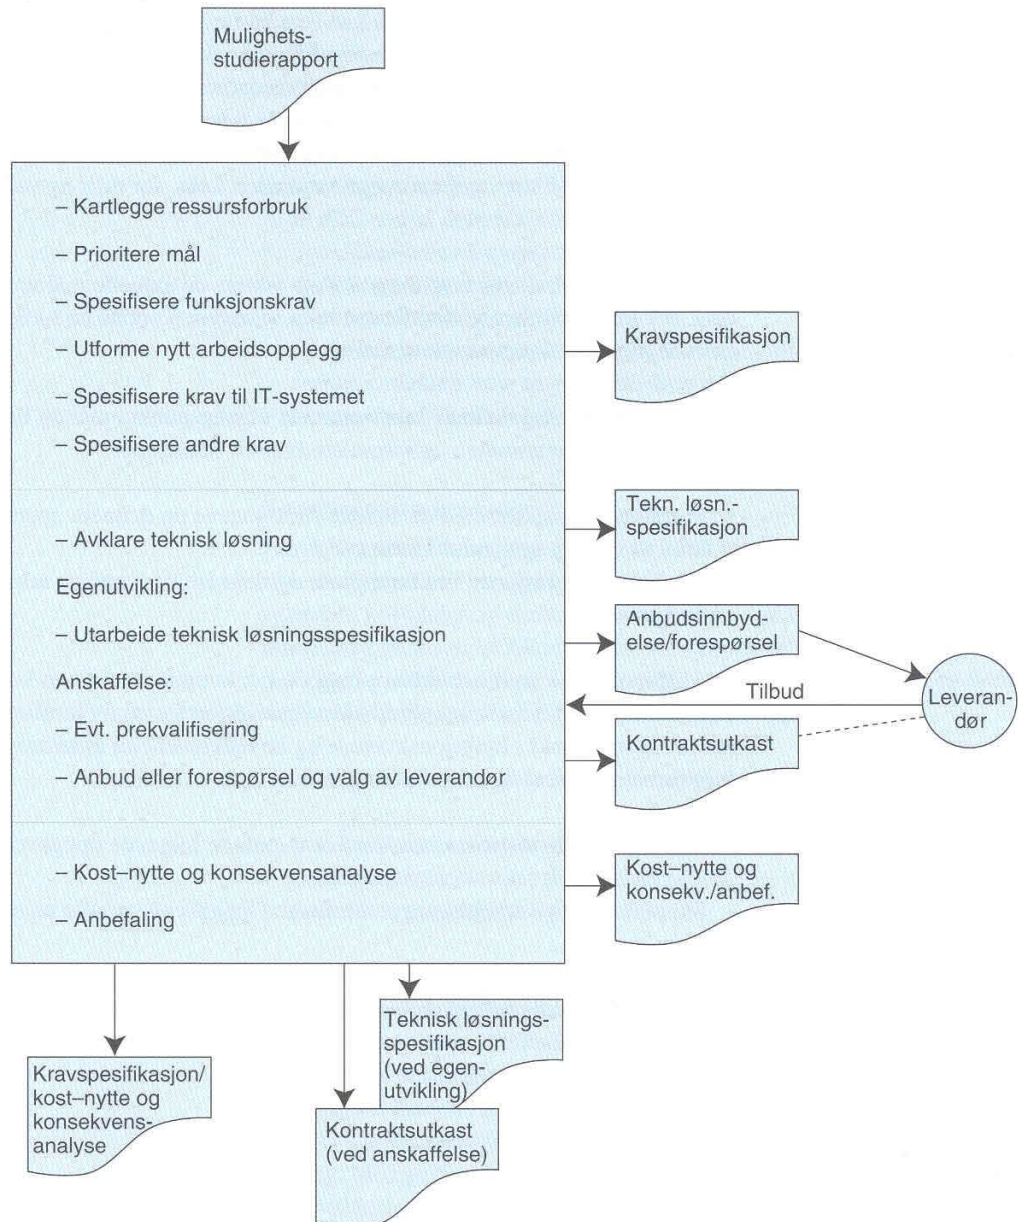 Mulighets-
studierapport
– Kartlegge ressursforbruk
– Prioritere mål
– Spesifisere funksjonskrav
– Utforme nytt arbeidsopplegg
– Spesifisere krav til IT-systemet
– Spesifisere andre krav
Kravspesifikasjon
– Avklare teknisk løsning
Egenutvikling:
– Utarbeide teknisk løsningsspesifikasjon
Anskaffelse:
– Evt. prekvalifisering
– Anbud eller forespørsel og valg av leverandør
Tekn. løsn.-
spesifikasjon
Anbudsinnbyd-
else/forespørsel
Tilbud
Leveran-
dør
Kontraktsutkast
– Kost–nytte og konsekvensanalyse
– Anbefaling
Kost–nytte og
konsekv./anbef.
Kravspesifikasjon/
kost–nytte og
konsekvens-
analyse
Teknisk løsnings-
spesifikasjon
(ved egen-
utvikling)
Kontraktsutkast
(ved anskaffelse)